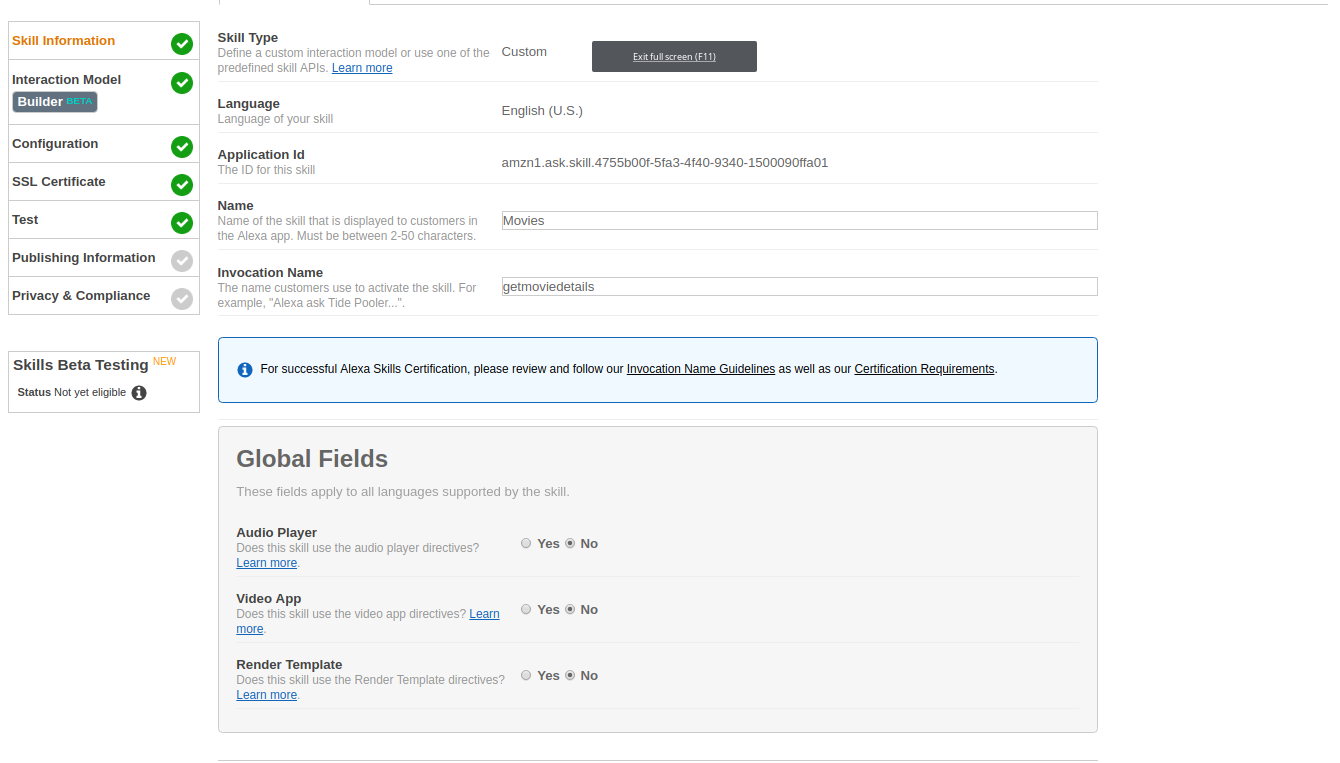 Skill Information
Interaction Model
Builder BETA
Configuration
SSL Certificate
Test
Publishing Information
Privacy & Compliance
Skills Beta Testing NEW
Status Not yet eligible
Skill Type
Define a custom interaction model or use one of the
predefined skill APIs. Learn more
Custom
Exit full screen (F11)
Language
Language of your skill
English (U.S.)
Application Id
The ID for this skill
amzn1.ask.skill.4755b00f-5fa3-4f40-9340-1500090ffa01
Name
Name of the skill that is displayed to customers in
the Alexa app. Must be between 2-50 characters.
Movies
Invocation Name
The name customers use to activate the skill. For
example, "Alexa ask Tide Pooler...".
getmoviedetails
For successful Alexa Skills Certification, please review and follow our Invocation Name Guidelines as well as our Certification Requirements.
Global Fields
These fields apply to all languages supported by the skill.
Audio Player
Does this skill use the audio player directives?
Learn more.
Yes No
Video App
Does this skill use the video app directives? Learn
more.
Yes No
Render Template
Does this skill use the Render Template directives?
Learn more.
Yes No